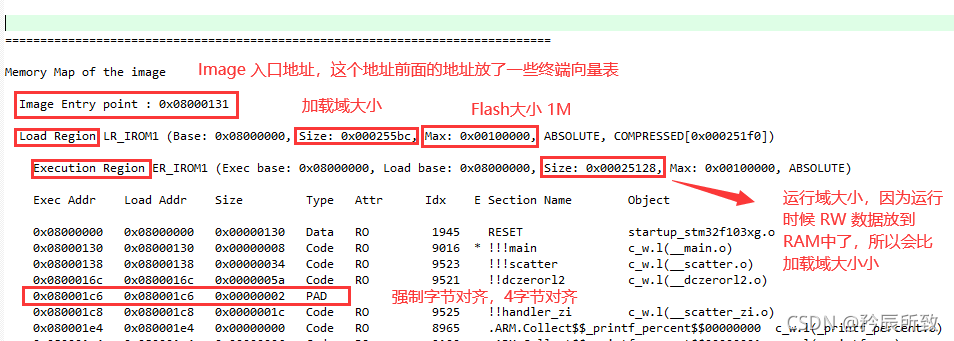 ==============================================================================
Memory Map of the image
Image 入口地址，这个地址前面的地址放了一些终端向量表
Image Entry point : 0x08000131
加载域大小
Flash大小 1M
Load Region LR_IROM1 (Base: 0x08000000, Size: 0x000255bc, Max: 0x00100000, ABSOLUTE, COMPRESSED[0x000251f0])
Execution Region ER_IROM1 (Exec base: 0x08000000, Load base: 0x08000000, Size: 0x00025128, Max: 0x00100000, ABSOLUTE)
Exec Addr Load Addr Size Type Attr Idx E Section Name Object
0x08000000 0x08000000 0x00000130 Data RO 1945 RESET startup_stm32f103xg.o
0x08000130 0x08000130 0x00000008 Code RO 9016 * !!!main c_w.l(__main.o)
0x08000138 0x08000138 0x00000034 Code RO 9523 !!!scatter c_w.l(__scatter.o)
0x0800016c 0x0800016c 0x0000005a Code RO 9521 !!dczerorl2 c_w.l(__dczerorl2.o)
0x080001c6 0x080001c6 0x00000002 PAD
0x080001c8 0x080001c8 0x0000001c Code RO 9525 !!handler_zi c_w.l(__scatter_zi.o)
0x080001e4 0x080001e4 0x00000000 Code RO 8965 .ARM.Collect$$_printf_percent$$00000000 c_w.l(_printf_percent.o)
运行域大小，因为运行
时候 RW 数据放到
RAM中了，所以会比
加载域大小小
强制字节对齐，4字节对齐
CSDN @矜辰所致